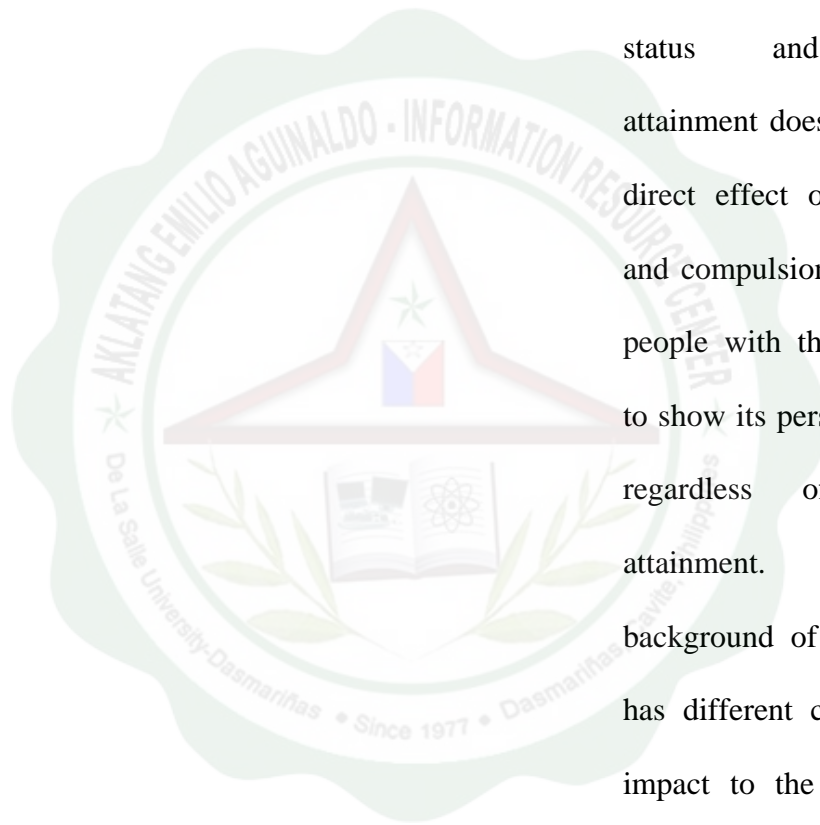 AKLATANG EMILIO AGUINALDO - INFORMATION RESOURCE CENTER
De La Salle University-Dasmariñas • Since 1977 • Dasmariñas, Cavite, Philippines
status and
attainment does
direct effect
and compulsion
people with
to show its
regardless
attainment.
background of
has different
impact to the